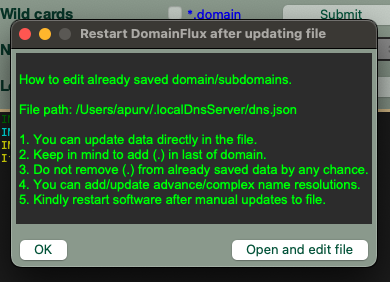 Wild cards
*.domain
Submit
Restart DomainFlux after updating file
How to edit already saved domain/subdomains.
File path: /Users/apurv/.localDnsServer/dns.json
1. You can update data directly in the file.
2. Keep in mind to add (.) in last of domain.
3. Do not remove (.) from already saved data by any chance.
4. You can add/update advance/complex name resolutions.
5. Kindly restart software after manual updates to file.
OK
Open and edit file